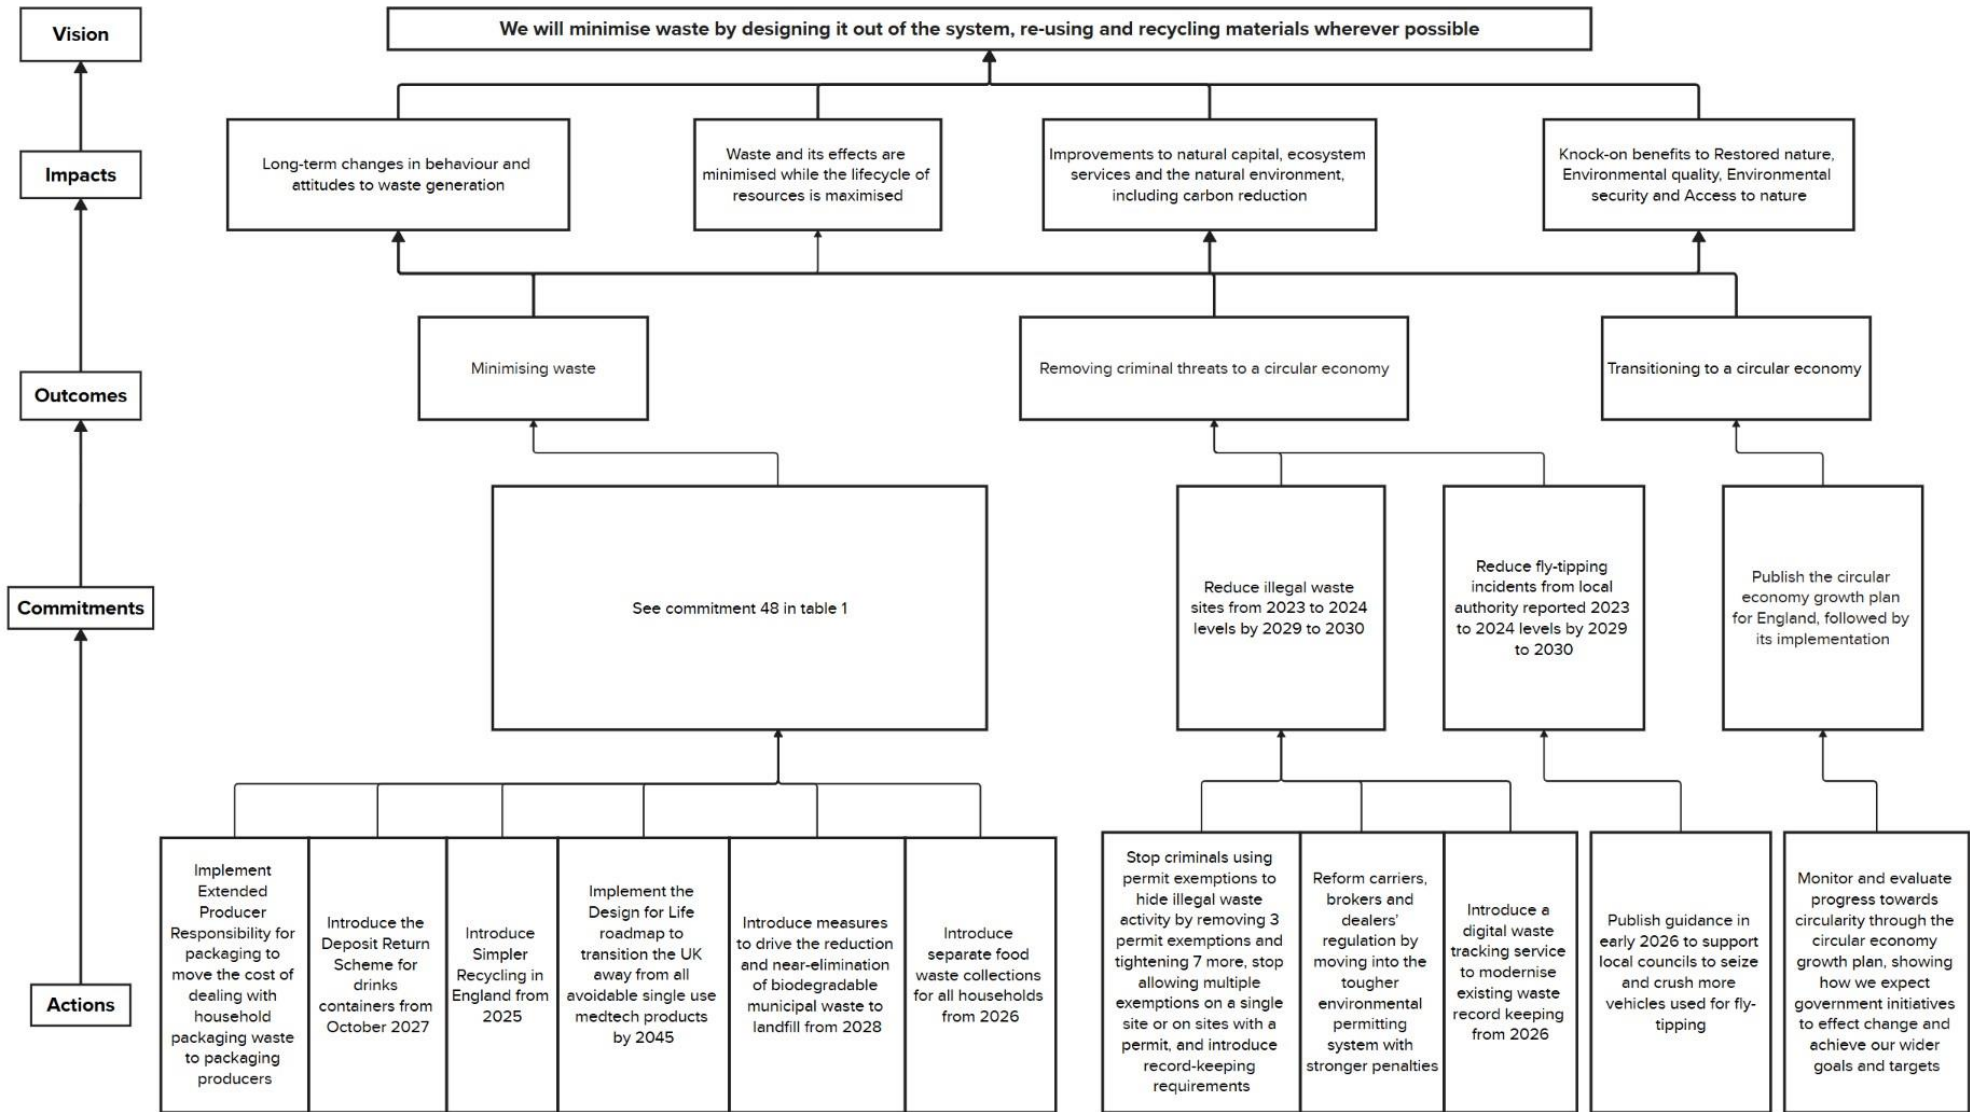 Vision
We will minimise waste by designing it out of the system, re-using and recycling materials wherever possible
Impacts
Long-term changes in behaviour and
attitudes to waste generation
Waste and its effects are
minimised while the lifecycle of
resources is maximised
Improvements to natural capital, ecosystem
services and the natural environment,
including carbon reduction
Knock-on benefits to Restored nature,
Environmental quality, Environmental
security and Access to nature
Outcomes
Minimising waste
Removing criminal threats to a circular economy
Transitioning to a circular economy
Commitments
See commitment 48 in table 1
Reduce illegal waste
sites from 2023 to 2024
levels by 2029 to 2030
Reduce fly-tipping
incidents from local
authority reported 2023
to 2024 levels by 2029
to 2030
Publish the circular
economy growth plan
for England, followed by
its implementation
Actions
Implement
Extended
Producer
Responsibility for
packaging to
move the cost of
dealing with
household
packaging waste
to packaging
producers
Introduce the
Deposit Return
Scheme for
drinks
containers from
October 2027
Introduce
Simpler
Recycling in
England from
2025
Implement the
Design for Life
roadmap to
transition the UK
away from all
avoidable single use
medtech products
by 2045
Introduce measures
to drive the reduction
and near-elimination
of biodegradable
municipal waste to
landfill from 2028
Introduce
separate food
waste collections
for all households
from 2026
Stop criminals using
permit exemptions to
hide illegal waste
activity by removing 3
permit exemptions and
tightening 7 more, stop
allowing multiple
exemptions on a single
site or on sites with a
permit, and introduce
record-keeping
requirements
Reform carriers,
brokers and
dealers'
regulation by
moving into the
tougher
environmental
permitting
system with
stronger penalties
Introduce a
digital waste
tracking service
to modernise
existing waste
record keeping
from 2026
Publish guidance in
early 2026 to support
local councils to seize
and crush more
vehicles used for fly-
tipping
Monitor and evaluate
progress towards
circularity through the
circular economy
growth plan, showing
how we expect
government initiatives
to effect change and
achieve our wider
goals and targets